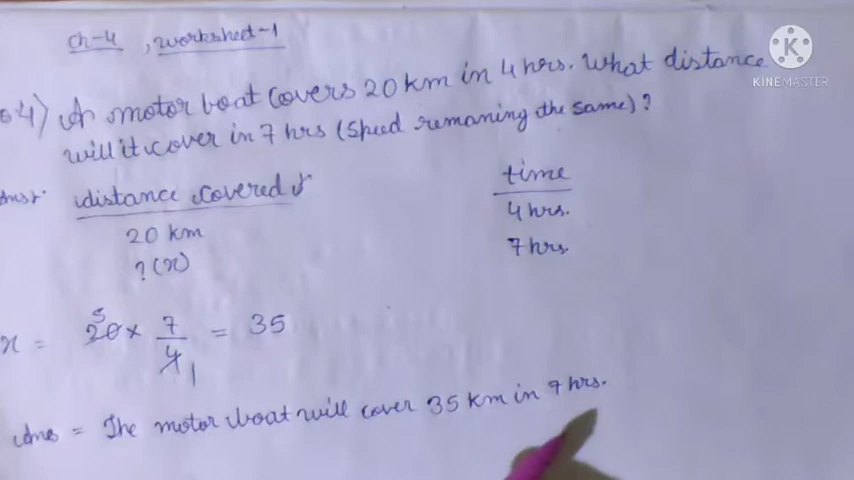 Ch-4, worksheet-1
KINEMASTER
Q4) A motor boat covers 20 km in 4 hrs. What distance
will it cover in 7 hrs (Speed remaning the same)?
Ans:- distance covered time
20 km 4 hrs.
?(x) 7 hrs.
x = 20 5 × 7/4 1 = 35
Ans = The motor boat will cover 35 km in 7 hrs.